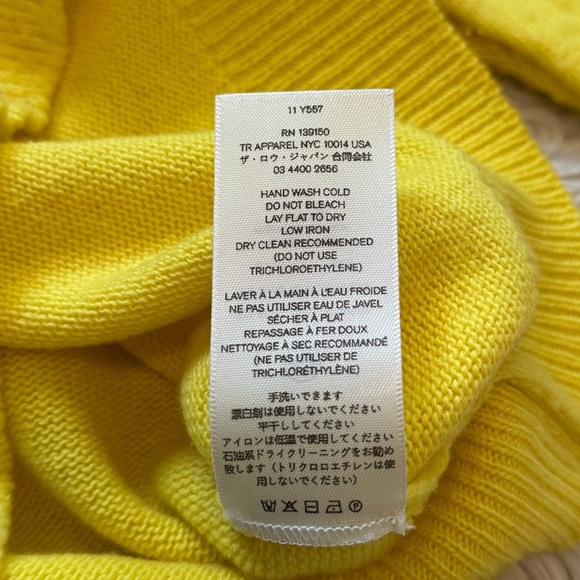 11 Y557
RN 139150
TR APPAREL NYC 10014 USA
ザ・ロウ・ジャパン 合同会社
03 4400 2656
HAND WASH COLD
DO NOT BLEACH
LAY FLAT TO DRY
LOW IRON
DRY CLEAN RECOMMENDED
(DO NOT USE
TRICHLOROETHYLENE)
LAVER À LA MAIN À L'EAU FROIDE
NE PAS UTILISER EAU DE JAVEL
SÉCHER À PLAT
REPASSAGE À FER DOUX
NETTOYAGE À SEC RECOMMANDÉ
(NE PAS UTILISER DE
TRICHLORÉTHYLÈNE)
手洗いできます
漂白剤は使用しないでください
平干ししてください
アイロンは低温で使用してください
石油系ドライクリーニングをお勧め
致します（トリクロロエチレンは使
用しないでください）
P